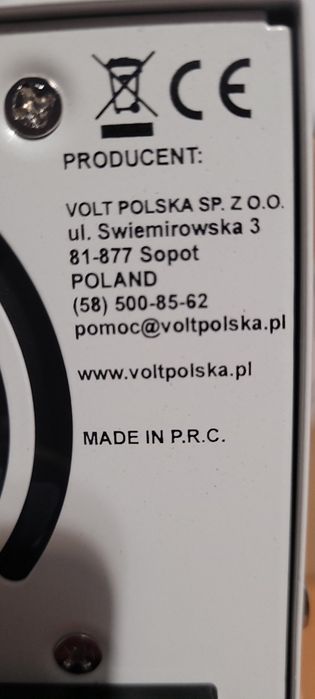 CE
PRODUCENT:
VOLT POLSKA SP. Z O.O.
ul. Swiemirowska 3
81-877 Sopot
POLAND
(58) 500-85-62
pomoc@voltpolska.pl
www.voltpolska.pl
MADE IN P.R.C.